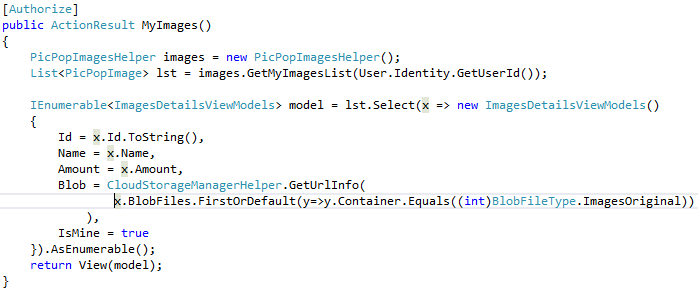 [Authorize]
public ActionResult MyImages()
{
    PicPopImagesHelper images = new PicPopImagesHelper();
    List<PicPopImage> lst = images.GetMyImagesList(User.Identity.GetUserId());

    IEnumerable<ImagesDetailsViewModels> model = lst.Select(x => new ImagesDetailsViewModels()
    {
        Id = x.Id.ToString(),
        Name = x.Name,
        Amount = x.Amount,
        Blob = CloudStorageManagerHelper.GetUrlInfo(
                x.BlobFiles.FirstOrDefault(y=>y.Container.Equals((int)BlobFileType.ImagesOriginal))
            ),
        IsMine = true
    }).AsEnumerable();
    return View(model);
}